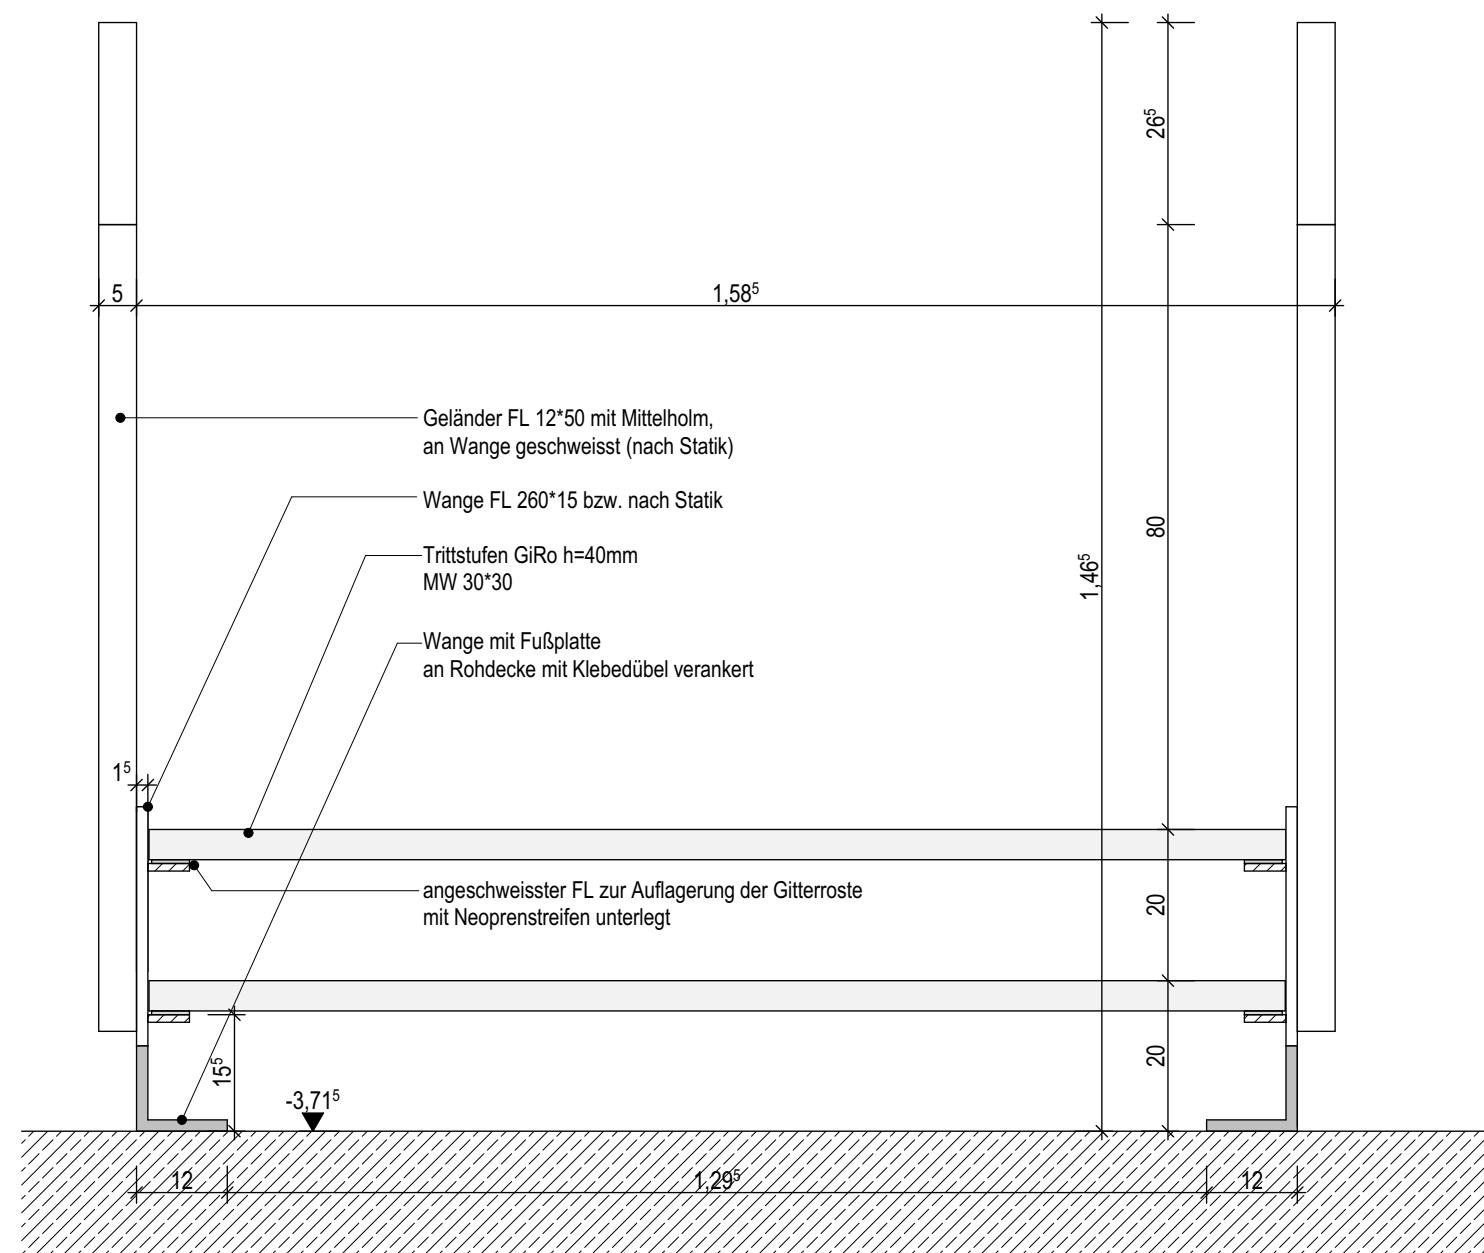 26⁵
5
1,58⁵
Geländer FL 12*50 mit Mittelholm,
an Wange geschweisst (nach Statik)
Wange FL 260*15 bzw. nach Statik
80
Trittstufen GiRo h=40mm
MW 30*30
1,46⁵
Wange mit Fußplatte
an Rohdecke mit Klebedübel verankert
1⁵
angeschweisster FL zur Auflagerung der Gitterroste
mit Neoprenstreifen unterlegt
20
15⁵
20
-3,71⁵
12
1,29⁵
12